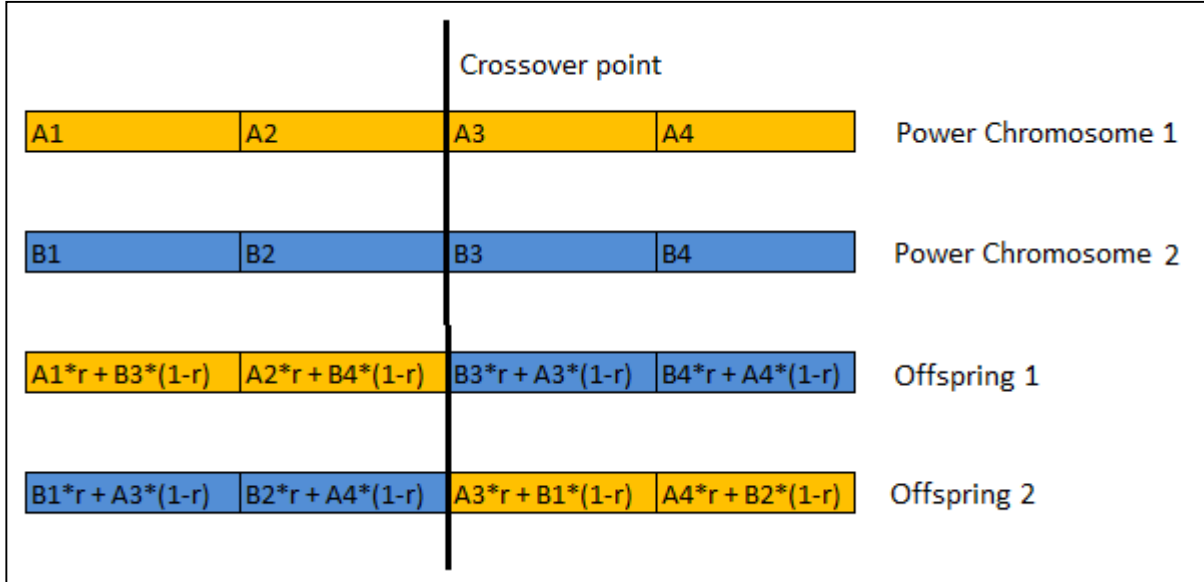 Crossover point
A1 A2 A3 A4 Power Chromosome 1
B1 B2 B3 B4 Power Chromosome 2
A1*r + B3*(1-r) A2*r + B4*(1-r) B3*r + A3*(1-r) B4*r + A4*(1-r) Offspring 1
B1*r + A3*(1-r) B2*r + A4*(1-r) A3*r + B1*(1-r) A4*r + B2*(1-r) Offspring 2